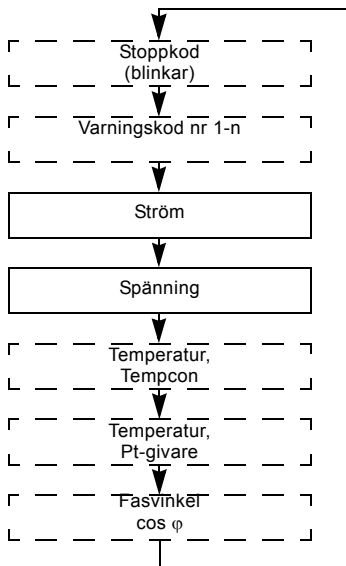 Stoppkod
(blinkar)
Varningskod nr 1-n
Ström
Spänning
Temperatur,
Tempcon
Temperatur,
Pt-givare
Fasvinkel
cos φ